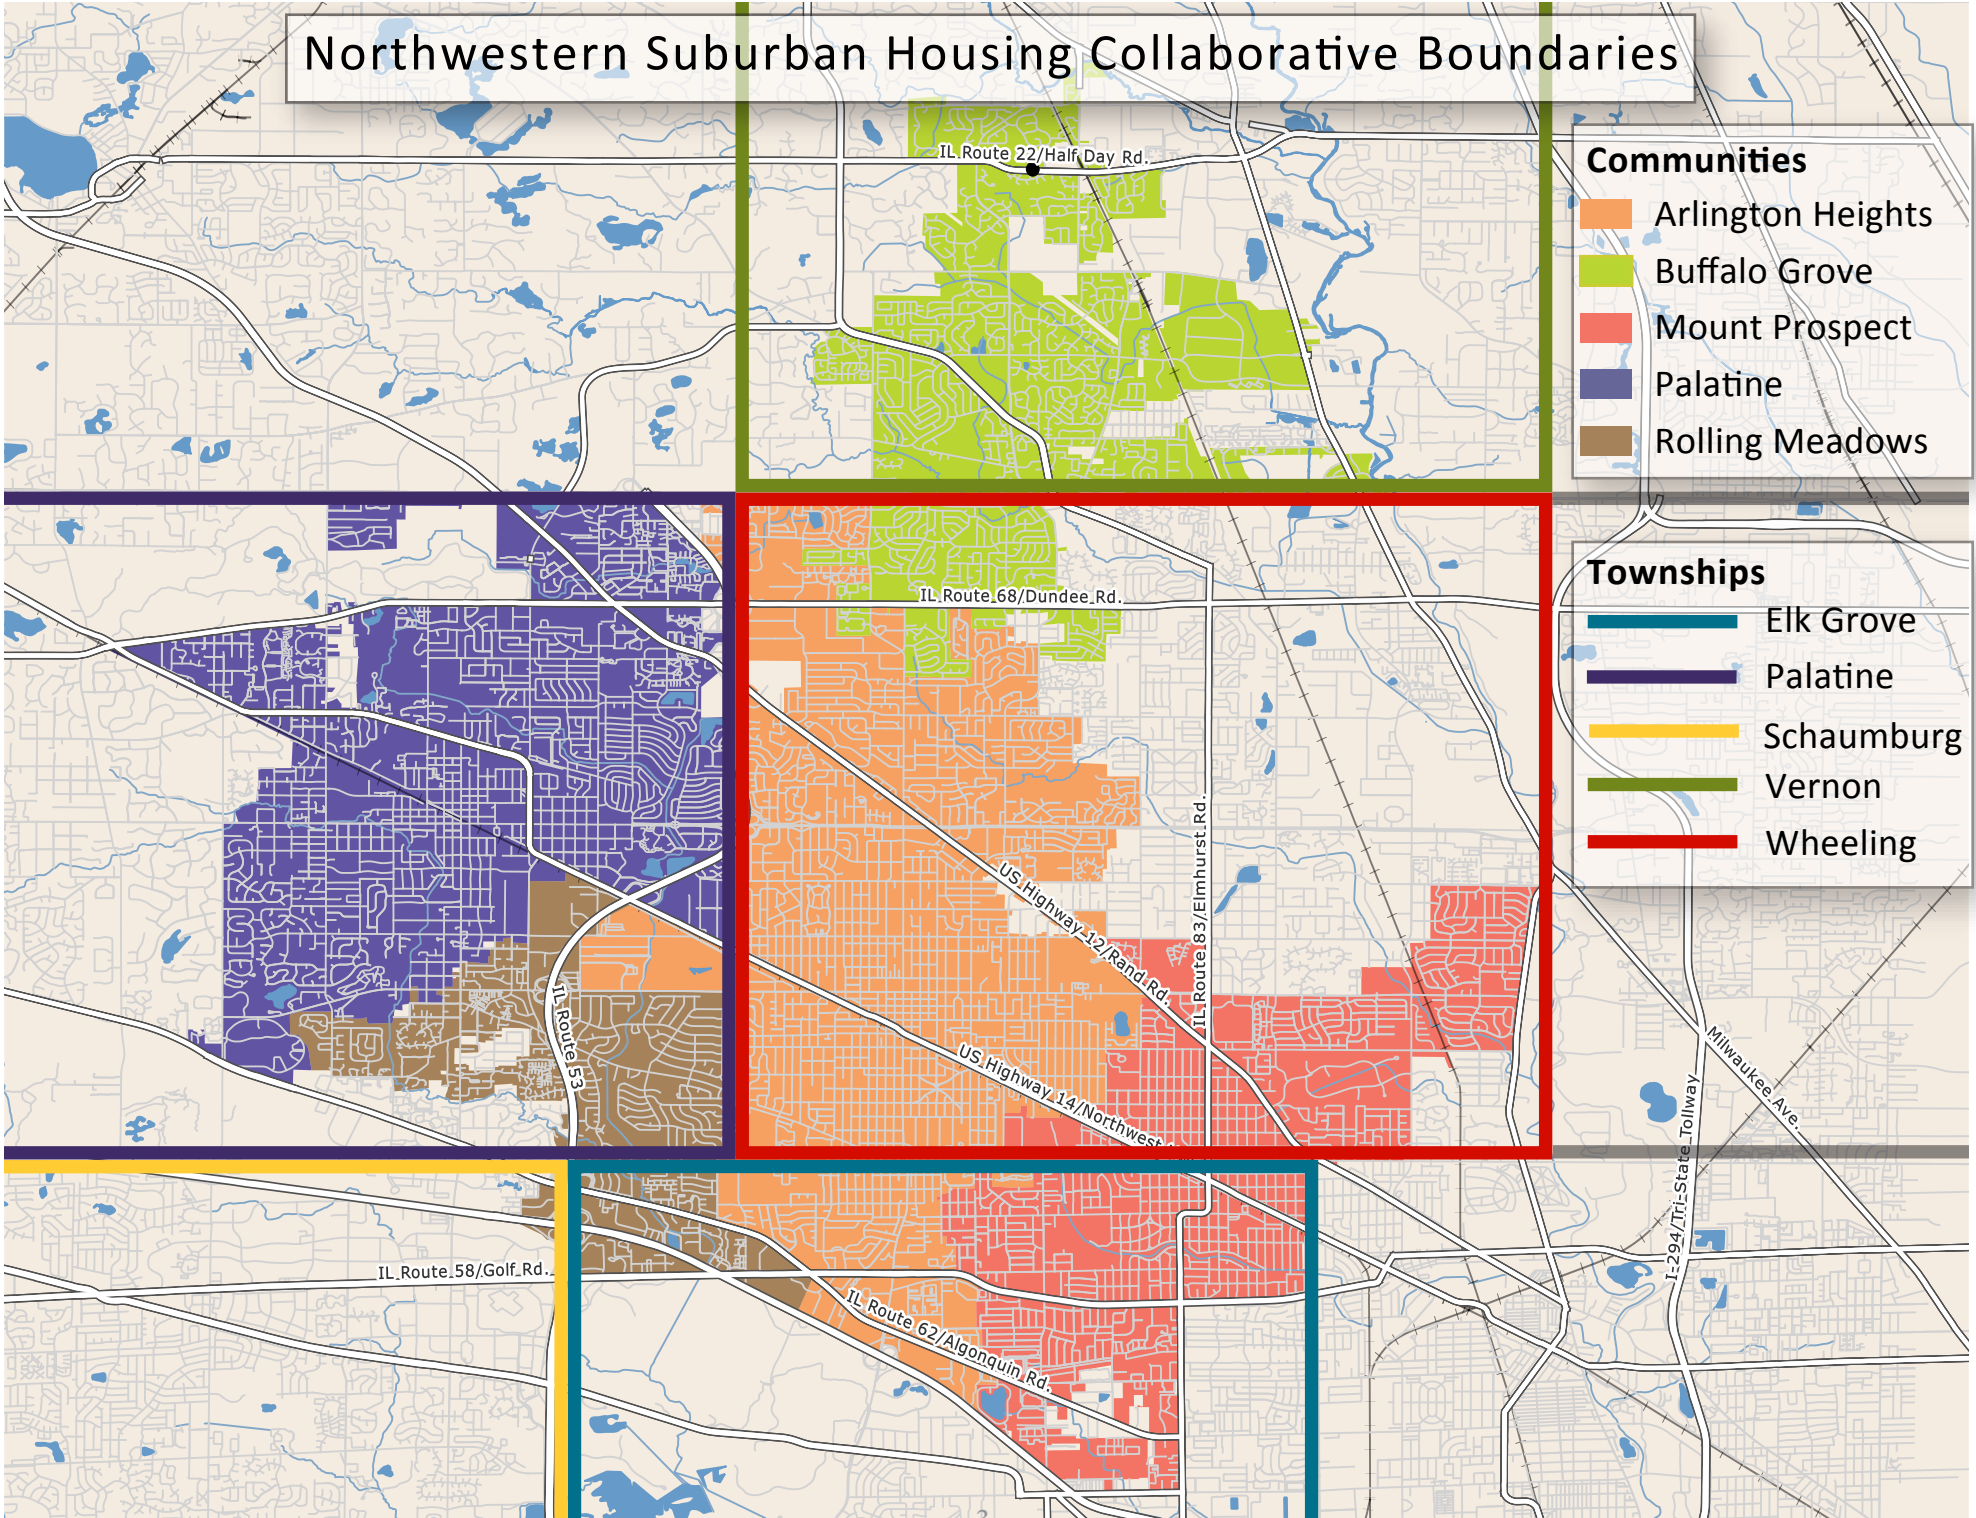 Northwestern Suburban Housing Collaborative Boundaries
IL Route 22/Half Day Rd.
Communities
Arlington Heights
Buffalo Grove
Mount Prospect
Palatine
Rolling Meadows
IL Route 68/Dundee Rd.
Townships
Elk Grove
Palatine
Schaumburg
Vernon
Wheeling
US Highway 12/Rand Rd.
IL Route 83/Elmhurst Rd.
IL Route 53
US Highway 14/Northwest
Milwaukee Ave.
I-294/Tri-State Tollway
IL Route 58/Golf Rd.
IL Route 62/Algonquin Rd.